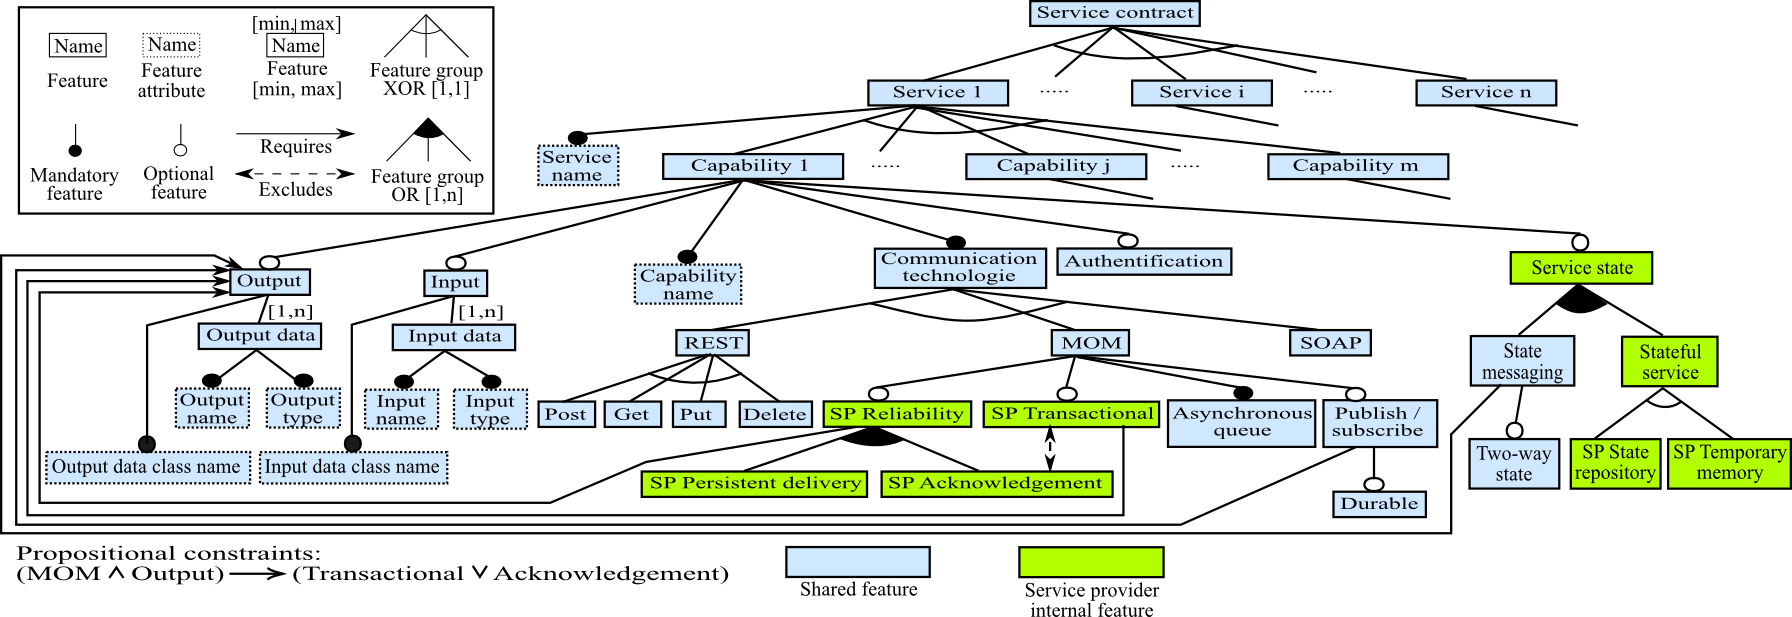 [min, max]
Name
Name
Name
Feature
Feature
attribute
Feature
[min, max]
Feature group
XOR [1,1]
Requires
Excludes
Mandatory
feature
Optional
feature
Feature group
OR [1,n]
Service contract
Service 1
.....
Service i
.....
Service n
Service
name
Capability 1
.....
Capability j
.....
Capability m
Output
Input
Capability
name
Communication
technologie
Authentification
Service state
[1,n]
[1,n]
Output data
Input data
REST
MOM
SOAP
State
messaging
Stateful
service
Output
name
Output
type
Input
name
Input
type
Post
Get
Put
Delete
SP Reliability
SP Transactional
Asynchronous
queue
Publish /
subscribe
Output data class name
Input data class name
Two-way
state
SP State
repository
SP Temporary
memory
SP Persistent delivery
SP Acknowledgement
Durable
Propositional constraints:
(MOM ∧ Output) → (Transactional ∨ Acknowledgement)
Shared feature
Service provider
internal feature